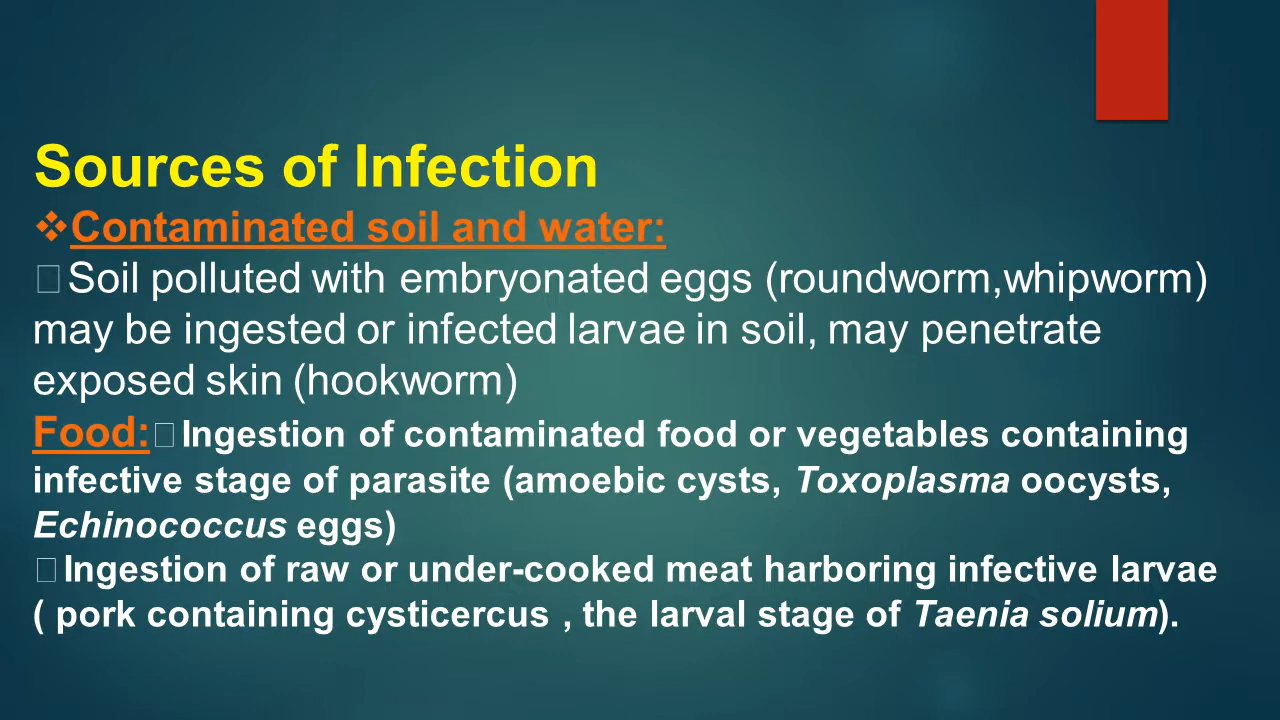 Sources of Infection
❖Contaminated soil and water:
Soil polluted with embryonated eggs (roundworm,whipworm)
may be ingested or infected larvae in soil, may penetrate
exposed skin (hookworm)
Food: Ingestion of contaminated food or vegetables containing
infective stage of parasite (amoebic cysts, Toxoplasma oocysts,
Echinococcus eggs)
Ingestion of raw or under-cooked meat harboring infective larvae
( pork containing cysticercus , the larval stage of Taenia solium).